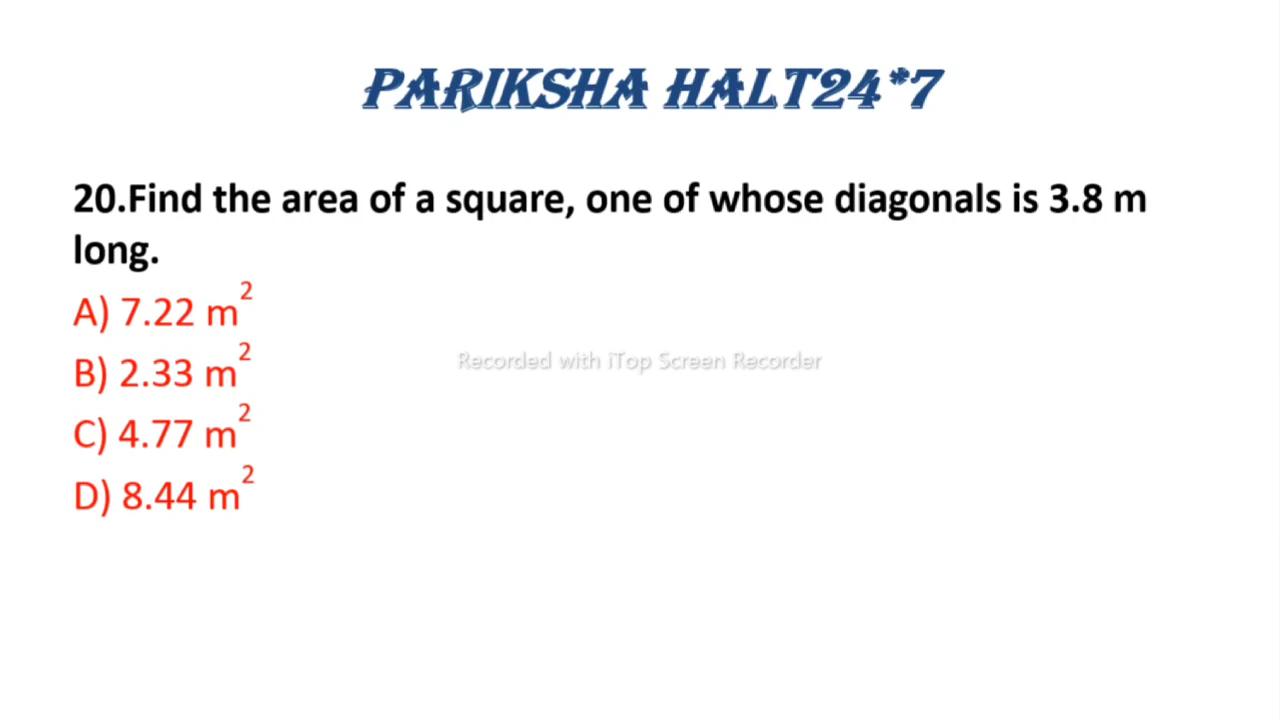 PARIKSHA HALT24*7
20.Find the area of a square, one of whose diagonals is 3.8 m
long.
A) 7.22 m²
B) 2.33 m²
Recorded with iTop Screen Recorder
C) 4.77 m²
D) 8.44 m²